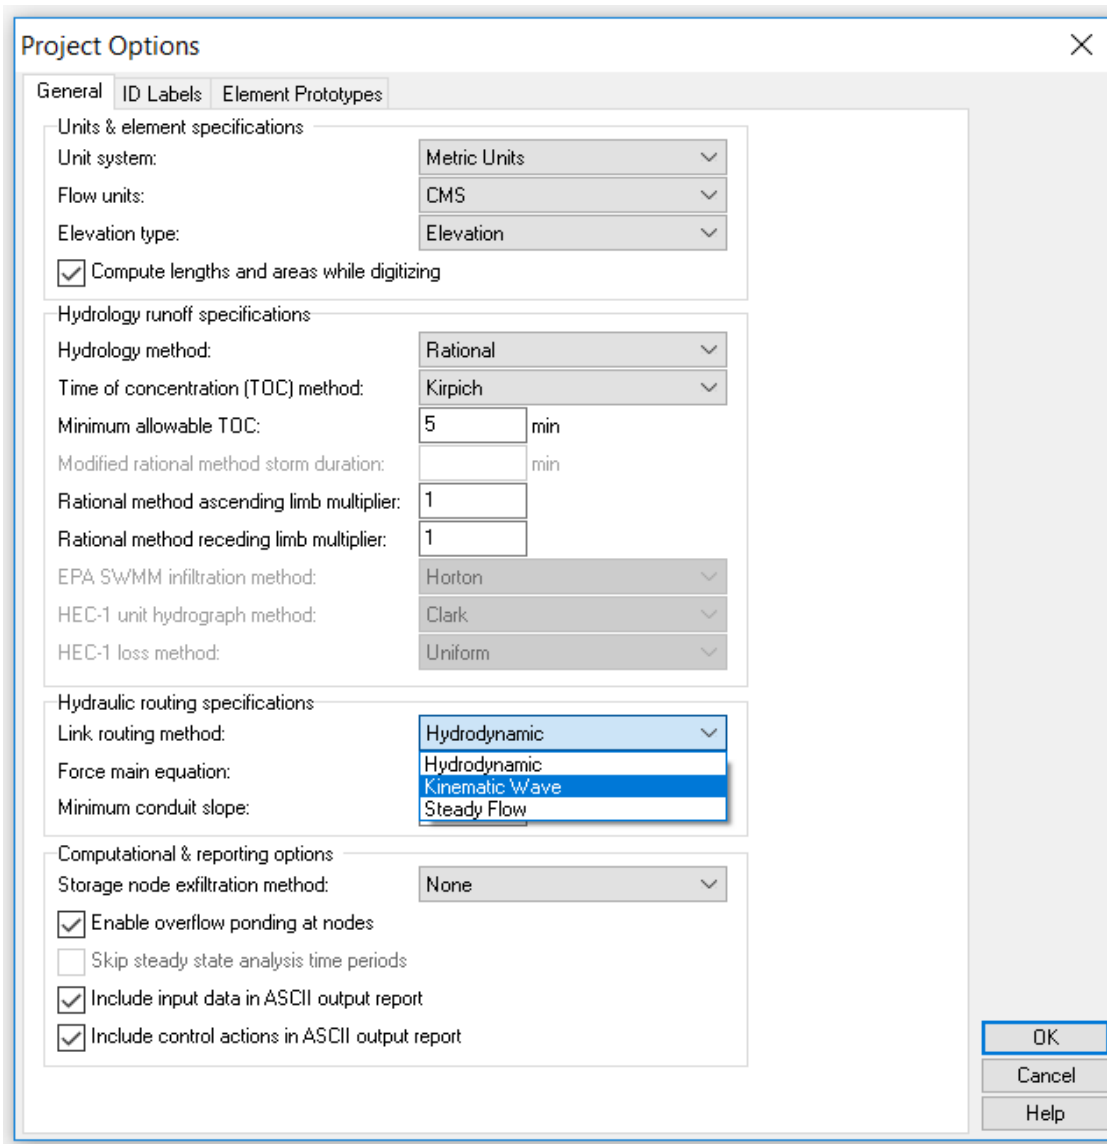 Project Options
General ID Labels Element Prototypes
Units & element specifications
Unit system: Metric Units
Flow units: CMS
Elevation type: Elevation
Compute lengths and areas while digitizing
Hydrology runoff specifications
Hydrology method: Rational
Time of concentration (TOC) method: Kirpich
Minimum allowable TOC: 5 min
Modified rational method storm duration: min
Rational method ascending limb multiplier: 1
Rational method receding limb multiplier: 1
EPA SWMM infiltration method: Horton
HEC-1 unit hydrograph method: Clark
HEC-1 loss method: Uniform
Hydraulic routing specifications
Link routing method: Hydrodynamic
Force main equation: Hydrodynamic
Kinematic Wave
Minimum conduit slope: Steady Flow
Computational & reporting options
Storage node exfiltration method: None
Enable overflow ponding at nodes
Skip steady state analysis time periods
Include input data in ASCII output report
Include control actions in ASCII output report
OK
Cancel
Help